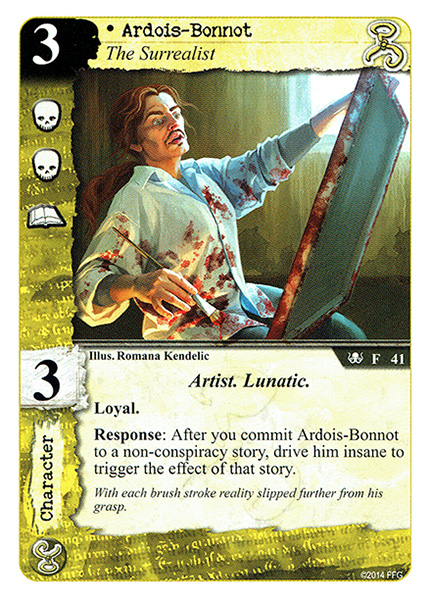 3
• Ardois-Bonnot
The Surrealist
Illus. Romana Kendelic
F 41
3
Artist. Lunatic.
Loyal.
Response: After you commit Ardois-Bonnot
to a non-conspiracy story, drive him insane to
trigger the effect of that story.
With each brush stroke reality slipped further from his
grasp.
Character
©2014 FFG